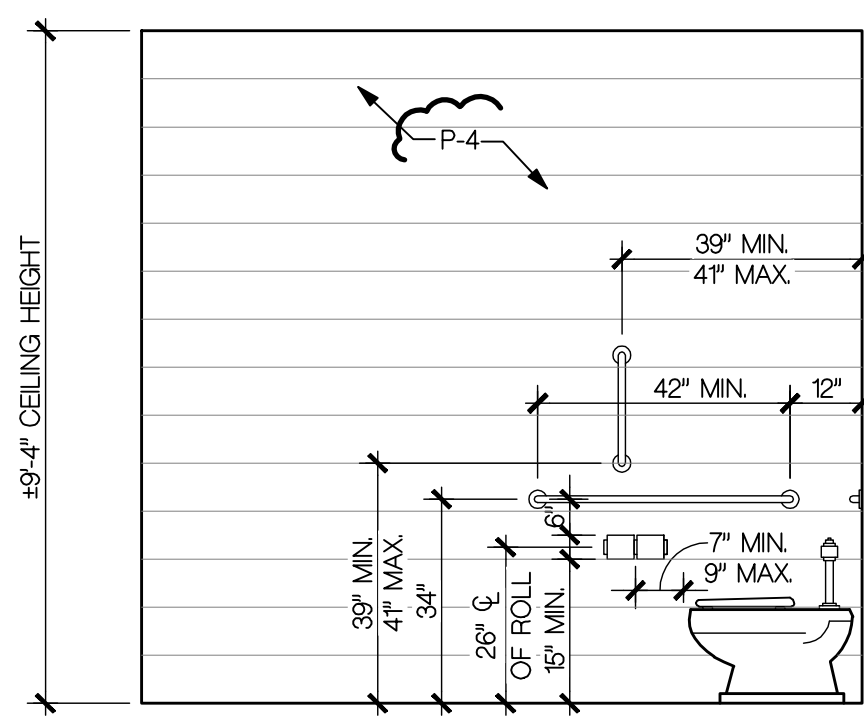 P-4
39" MIN.
41" MAX.
±9'-4" CEILING HEIGHT
42" MIN.
12"
6"
7" MIN.
9" MAX.
39" MIN.
41" MAX.
34"
26" ℄
OF ROLL
15" MIN.